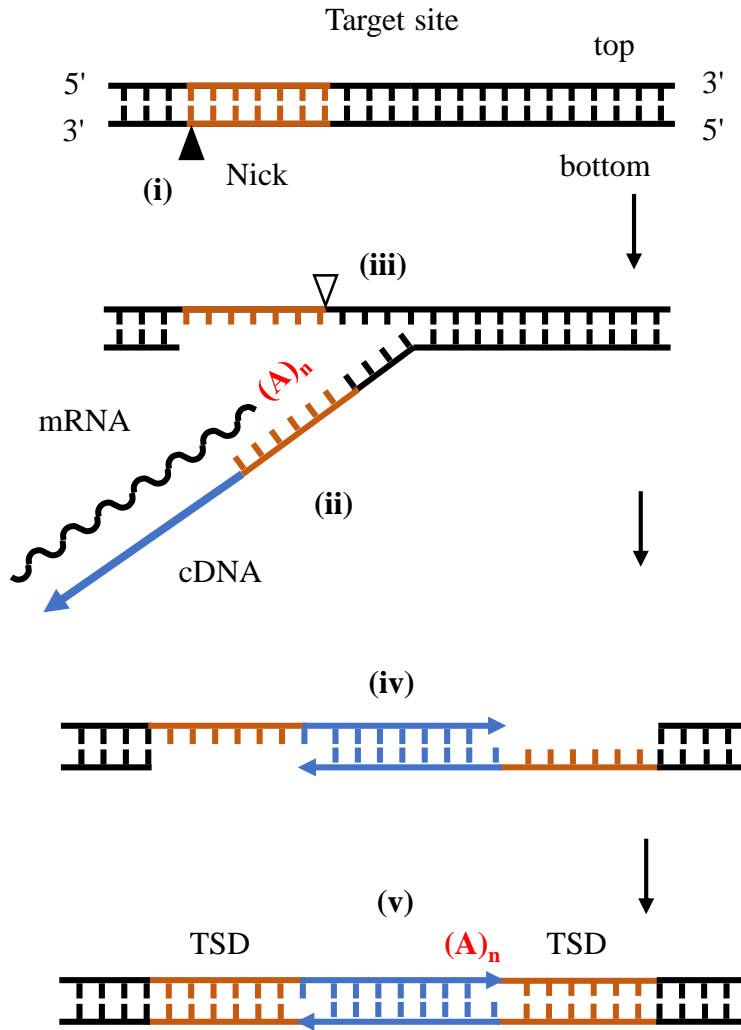 Target site
top
5' 3'
3' 5'
(i) Nick bottom
(iii)
(A)n
mRNA
(ii)
cDNA
(iv)
(v)
TSD (A)n TSD